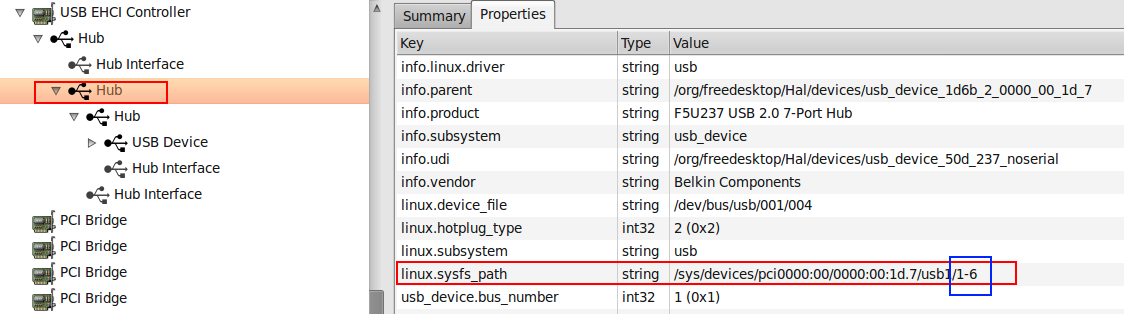 USB EHCI Controller
Hub
Hub Interface
Hub
Hub
USB Device
Hub Interface
Hub Interface
PCI Bridge
PCI Bridge
PCI Bridge
PCI Bridge
Summary Properties
Key Type Value
info.linux.driver string usb
info.parent string /org/freedesktop/Hal/devices/usb_device_1d6b_2_0000_00_1d_7
info.product string F5U237 USB 2.0 7-Port Hub
info.subsystem string usb_device
info.udi string /org/freedesktop/Hal/devices/usb_device_50d_237_noserial
info.vendor string Belkin Components
linux.device_file string /dev/bus/usb/001/004
linux.hotplug_type int32 2 (0x2)
linux.subsystem string usb
linux.sysfs_path string /sys/devices/pci0000:00/0000:00:1d.7/usb1/1-6
usb_device.bus_number int32 1 (0x1)